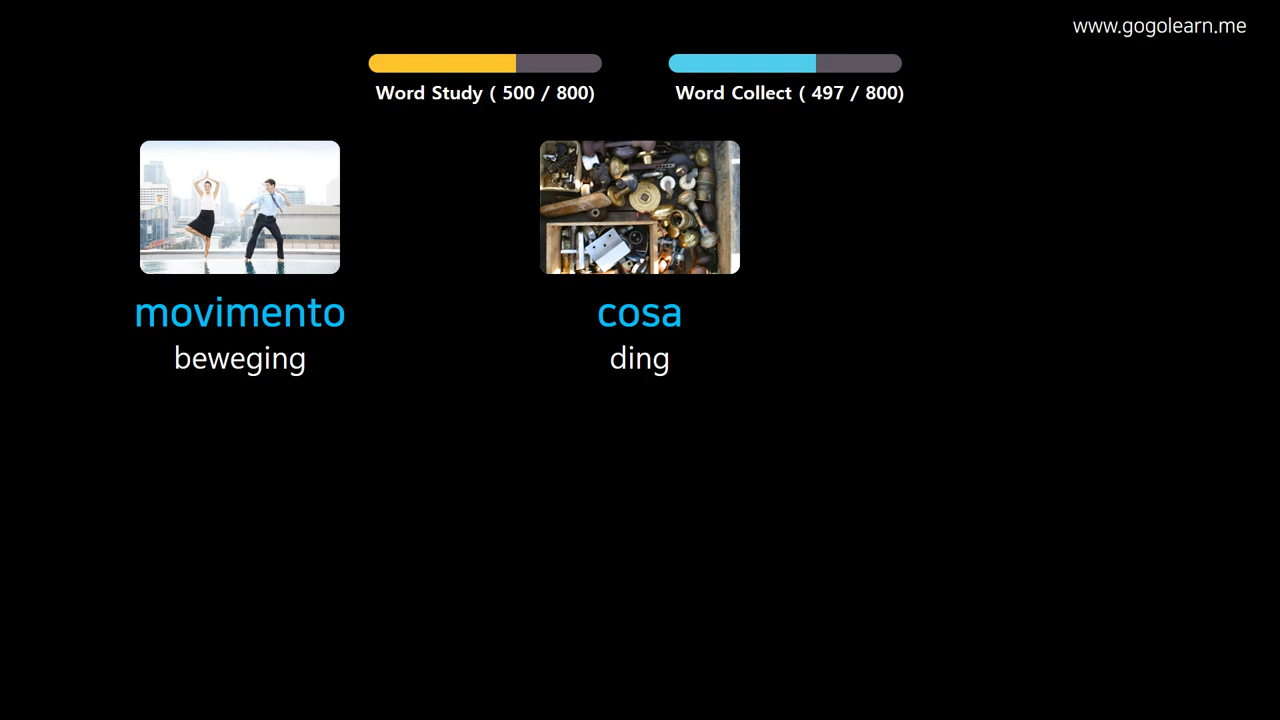 www.gogolearn.me
Word Study ( 500 / 800)
Word Collect ( 497 / 800)
movimento
beweging
cosa
ding